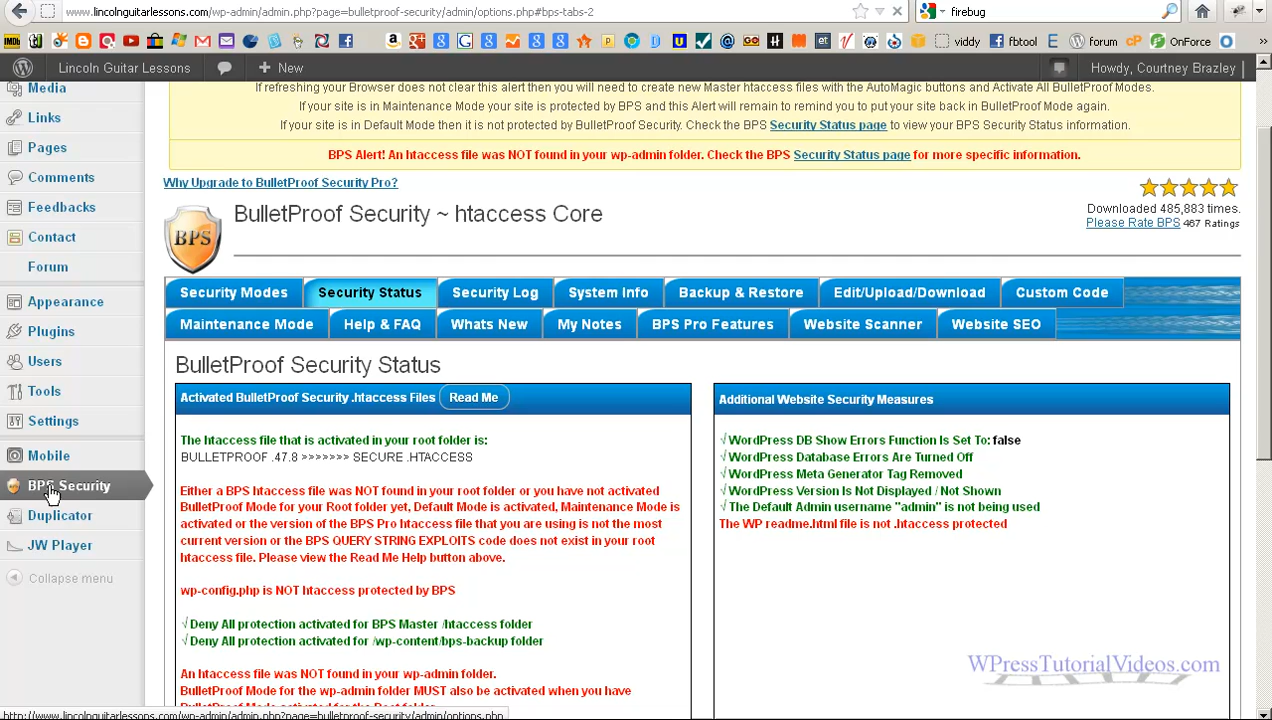 www.lincolnguitarlessons.com/wp-admin/admin.php?page=bulletproof-security/admin/options.php#bps-tabs-2
firebug
viddy
fbtool
forum
OnForce
Lincoln Guitar Lessons
New
Howdy, Courtney Brazley
Media
Links
Pages
Comments
Feedbacks
Contact
Forum
Appearance
Plugins
Users
Tools
Settings
Mobile
BPS Security
Duplicator
JW Player
Collapse menu
If refreshing your Browser does not clear this alert then you will need to create new Master htaccess files with the AutoMagic buttons and Activate All BulletProof Modes.
If your site is in Maintenance Mode your site is protected by BPS and this Alert will remain to remind you to put your site back in BulletProof Mode again.
If your site is in Default Mode then it is not protected by BulletProof Security. Check the BPS Security Status page to view your BPS Security Status information.
BPS Alert! An htaccess file was NOT found in your wp-admin folder. Check the BPS Security Status page for more specific information.
Why Upgrade to BulletProof Security Pro?
BPS
BulletProof Security ~ htaccess Core
Downloaded 485,883 times.
Please Rate BPS 467 Ratings
Security Modes Security Status Security Log System Info Backup & Restore Edit/Upload/Download Custom Code
Maintenance Mode Help & FAQ Whats New My Notes BPS Pro Features Website Scanner Website SEO
BulletProof Security Status
Activated BulletProof Security .htaccess Files Read Me
The htaccess file that is activated in your root folder is:
BULLETPROOF .47.8 >>>>>>> SECURE .HTACCESS
Either a BPS htaccess file was NOT found in your root folder or you have not activated
BulletProof Mode for your Root folder yet, Default Mode is activated, Maintenance Mode is
activated or the version of the BPS Pro htaccess file that you are using is not the most
current version or the BPS QUERY STRING EXPLOITS code does not exist in your root
htaccess file. Please view the Read Me Help button above.
wp-config.php is NOT htaccess protected by BPS
√Deny All protection activated for BPS Master /htaccess folder
√Deny All protection activated for /wp-content/bps-backup folder
An htaccess file was NOT found in your wp-admin folder.
BulletProof Mode for the wp-admin folder MUST also be activated when you have
Additional Website Security Measures
√WordPress DB Show Errors Function Is Set To: false
√WordPress Database Errors Are Turned Off
√WordPress Meta Generator Tag Removed
√WordPress Version Is Not Displayed / Not Shown
√The Default Admin username "admin" is not being used
The WP readme.html file is not .htaccess protected
WPressTutorialVideos.com
http://www.lincolnguitarlessons.com/wp-admin/admin.php?page=bulletproof-security/admin/options.php